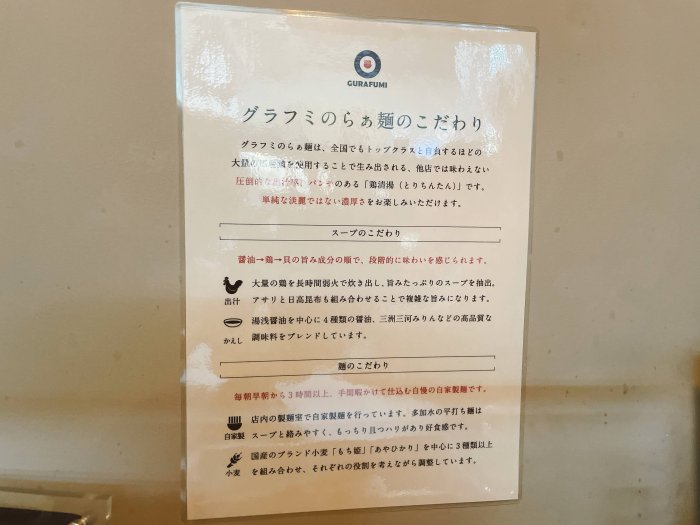 GURAFUMI
グラフミのらぁ麺のこだわり
グラフミのらぁ麺は、全国でもトップクラスと自負するほどの
大量の を使用することで生み出される、他店では味わえない
圧倒的な のある「鶏清湯（とりちんたん）」です。
単純な淡麗ではない濃厚さをお楽しみいただけます。
スープのこだわり
醤油→鶏→貝の旨み成分の順で、段階的に味わいを感じられます。
大量の鶏を長時間弱火で炊き出し、旨みたっぷりのスープを抽出。
出汁 アサリと日高昆布も組み合わせることで複雑な旨みになります。
湯浅醤油を中心に4種類の醤油、三洲三河みりんなどの高品質な
かえし 調味料をブレンドしています。
麺のこだわり
毎朝早朝から3時間以上、手間暇かけて仕込む自慢の自家製麺です。
店内の製麺室で自家製麺を行っています。多加水の平打ち麺は
自家製 スープと絡みやすく、もっちり且つハリがあり好食感です。
国産のブランド小麦「もち姫」「あやひかり」を中心に3種類以上
小麦 を組み合わせ、それぞれの役割を考えながら調整しています。